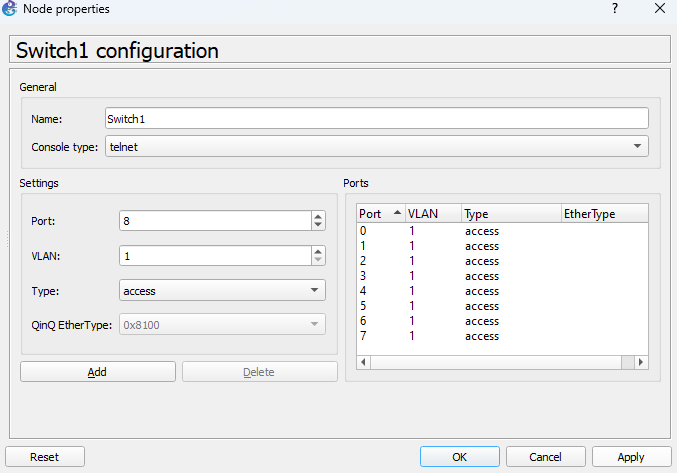 Node properties
?
Switch1 configuration
General
Name: Switch1
Console type: telnet
Settings
Port: 8
VLAN: 1
Type: access
QinQ EtherType: 0x8100
Add Delete
Ports
Port VLAN Type EtherType
0 1 access
1 1 access
2 1 access
3 1 access
4 1 access
5 1 access
6 1 access
7 1 access
Reset OK Cancel Apply